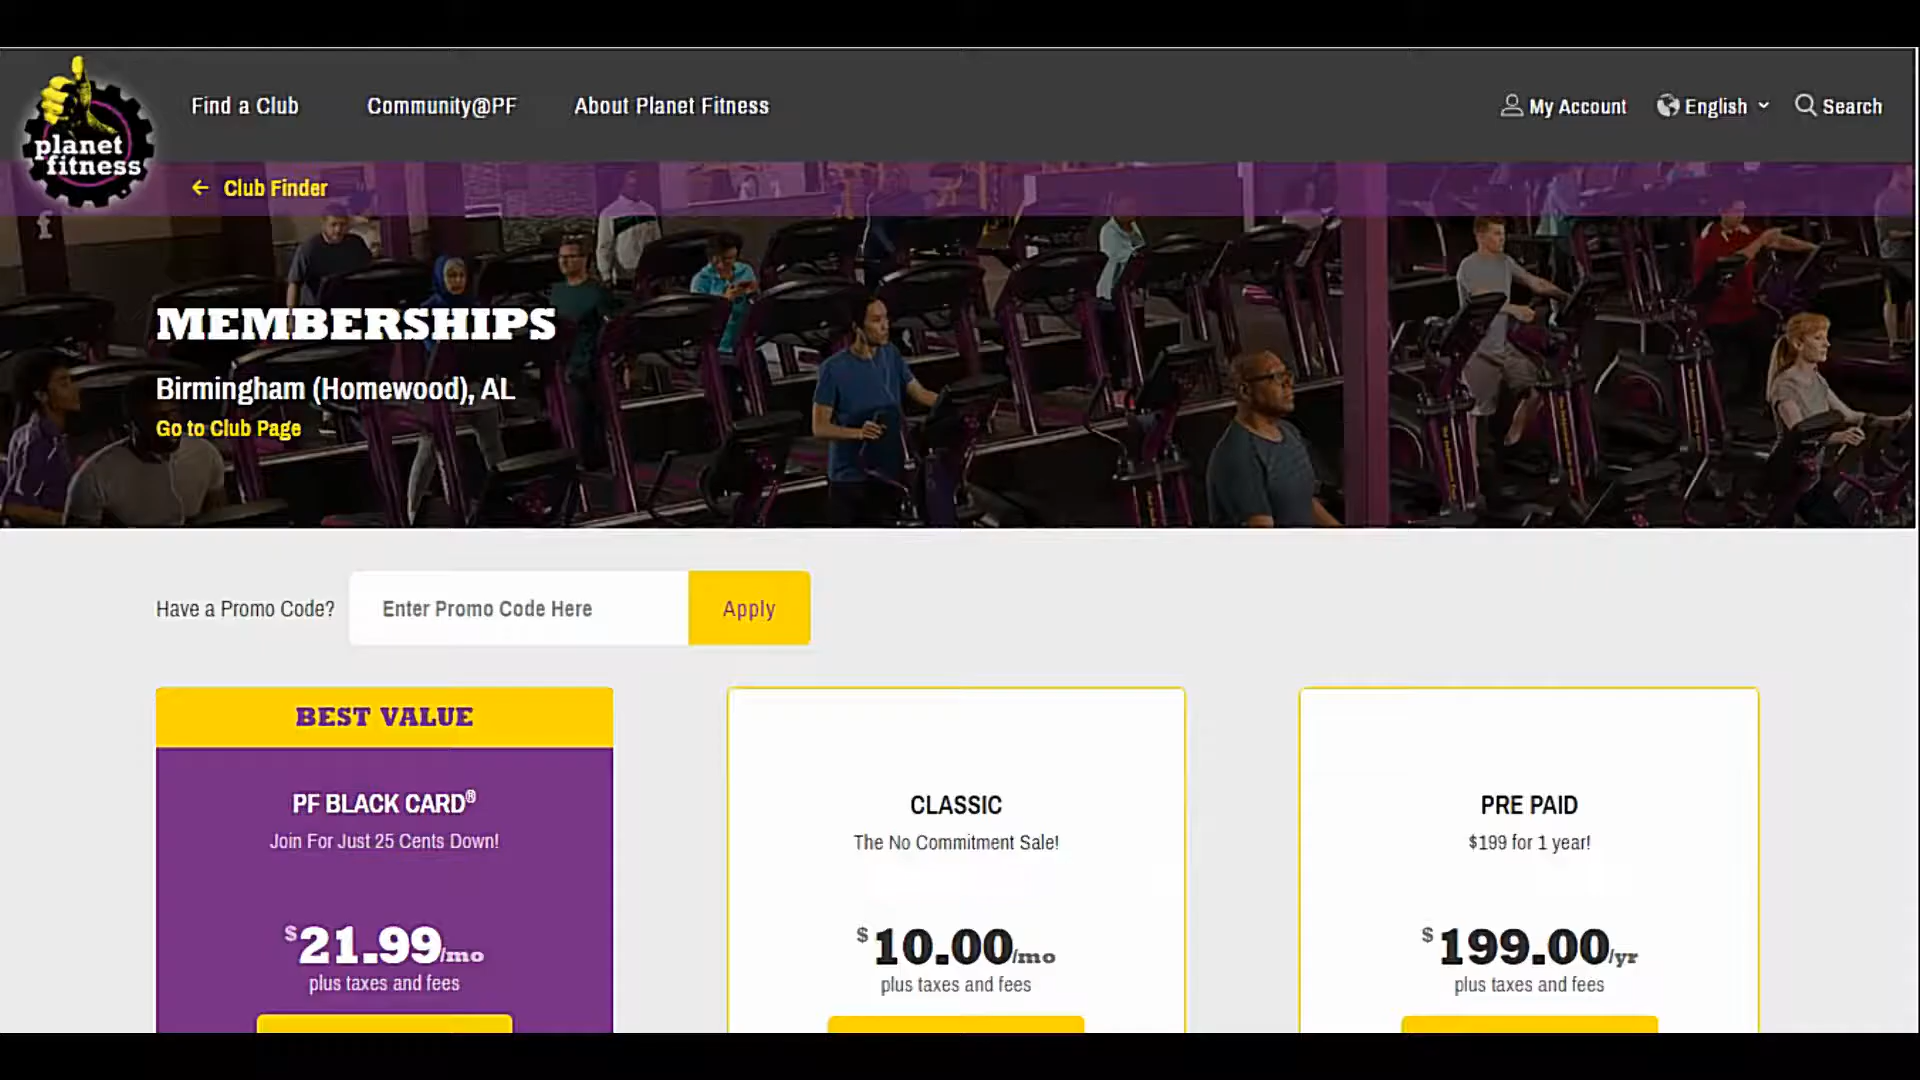 planet
fitness
Find a Club
Community@PF
About Planet Fitness
My Account
English
Search
← Club Finder
MEMBERSHIPS
Birmingham (Homewood), AL
Go to Club Page
Have a Promo Code?
Enter Promo Code Here
Apply
BEST VALUE
PF BLACK CARD®
Join For Just 25 Cents Down!
$21.99/mo
plus taxes and fees
CLASSIC
The No Commitment Sale!
$10.00/mo
plus taxes and fees
PRE PAID
$199 for 1 year!
$199.00/yr
plus taxes and fees